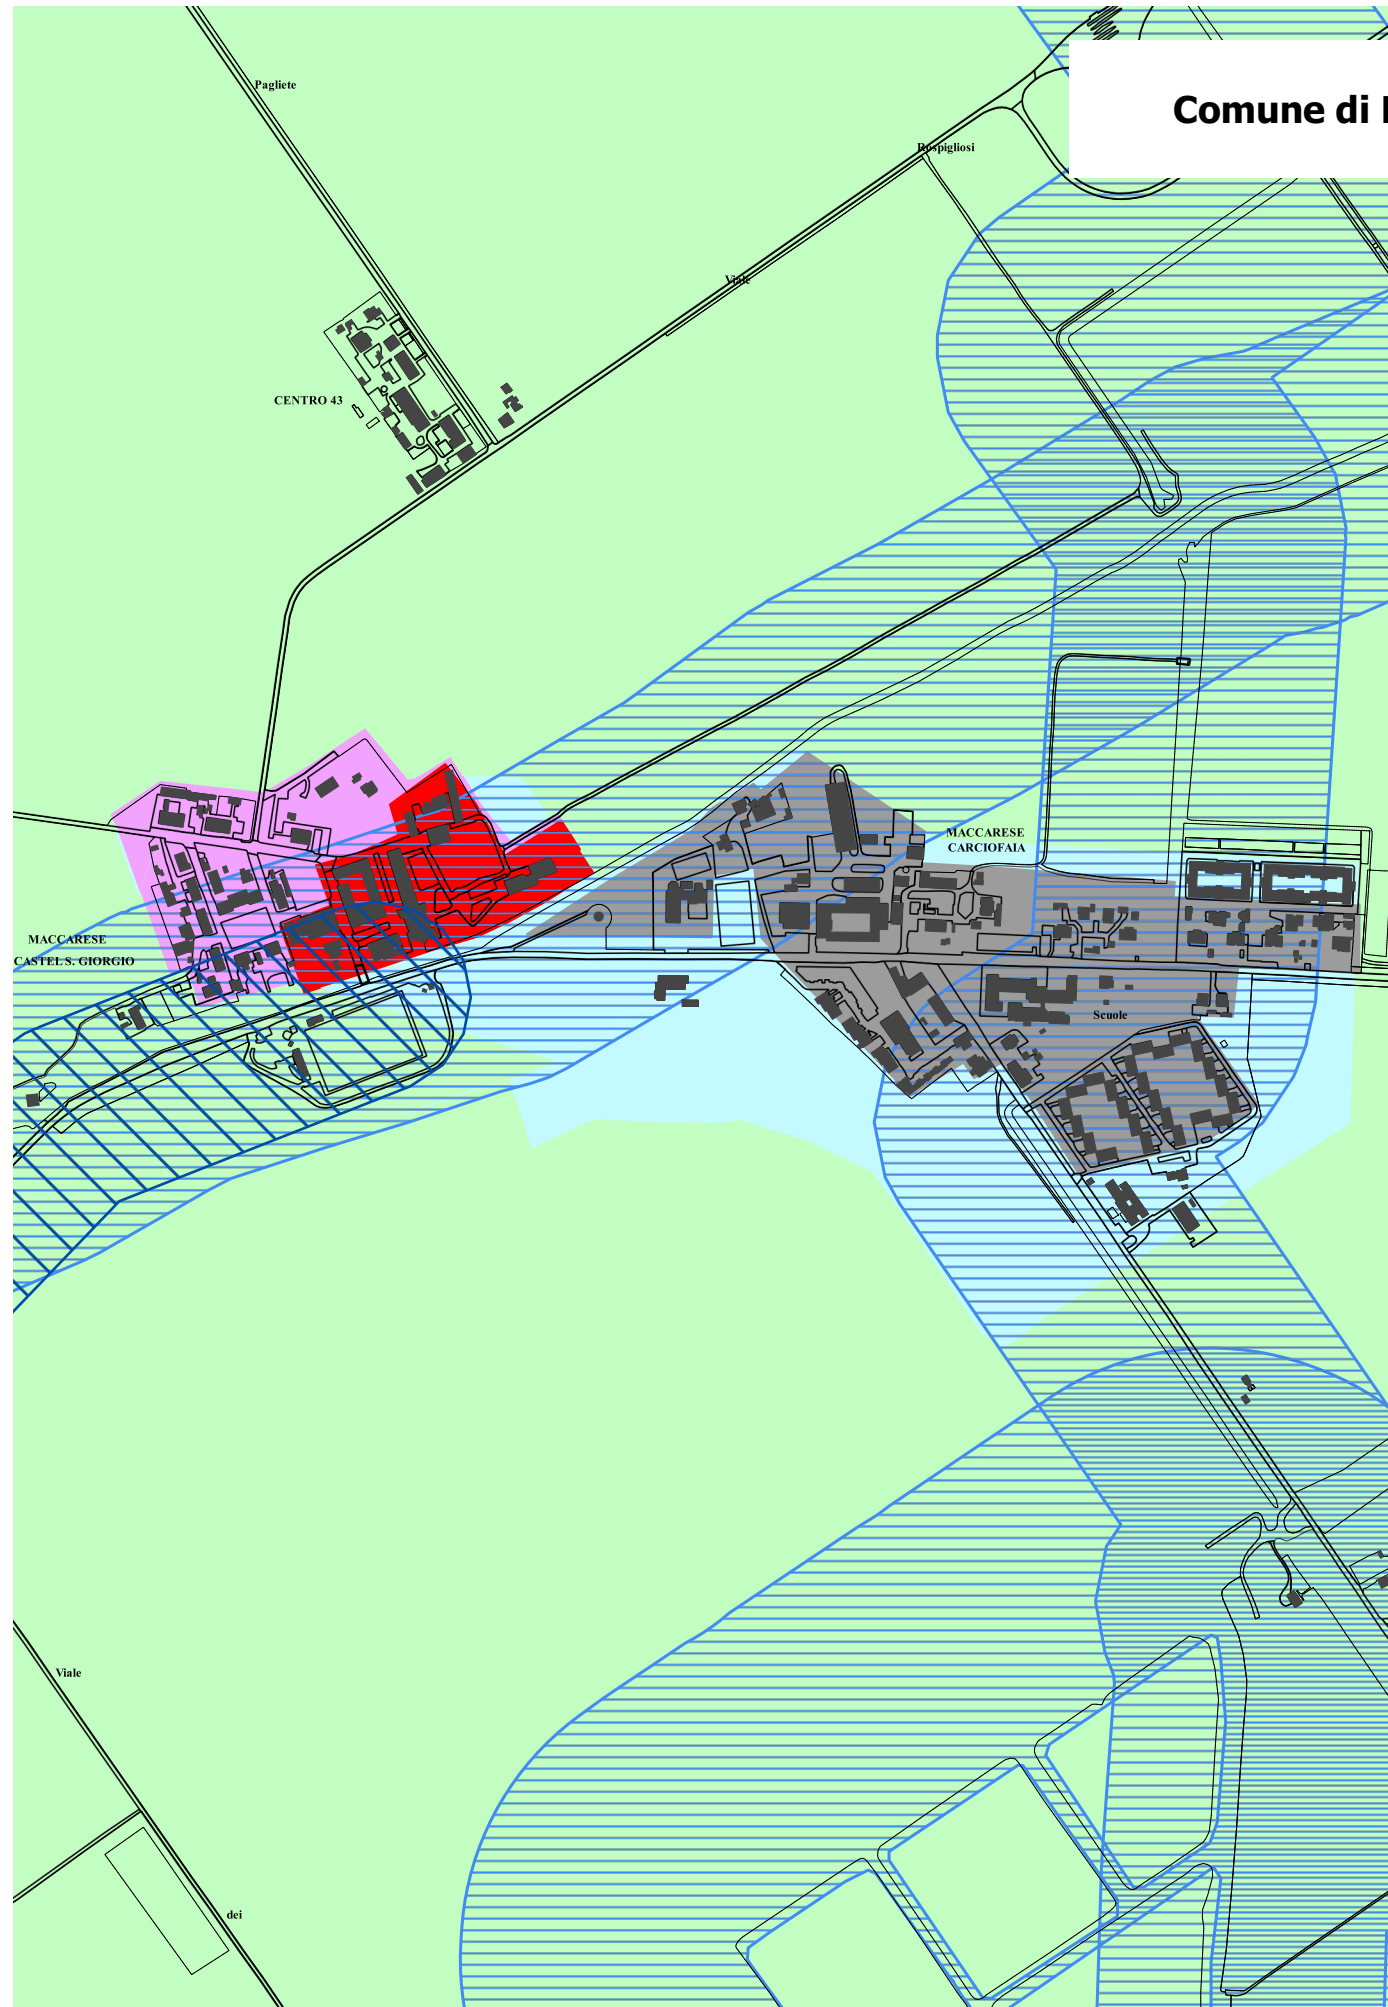 Pagliete
Comune di
Rospigliosi
Viale
CENTRO 43
MACCARESE
CARCIOFAIA
MACCARESE
CASTEL S. GIORGIO
Scuole
Viale
dei